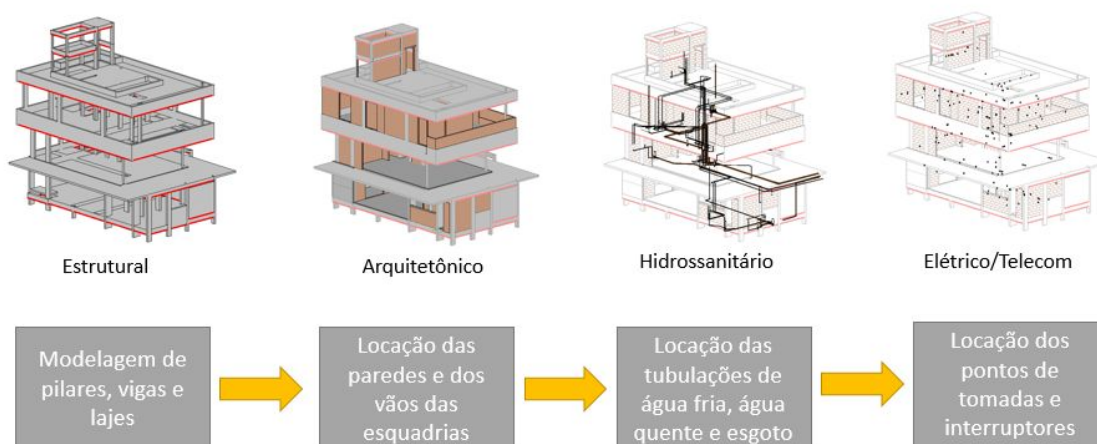 Estrutural
Arquitetônico
Hidrossanitário
Elétrico/Telecom
Modelagem de
pilares, vigas e
lajes
Locação das
paredes e dos
vãos das
esquadrias
Locação das
tubulações de
água fria, água
quente e esgoto
Locação dos
pontos de
tomadas e
interruptores